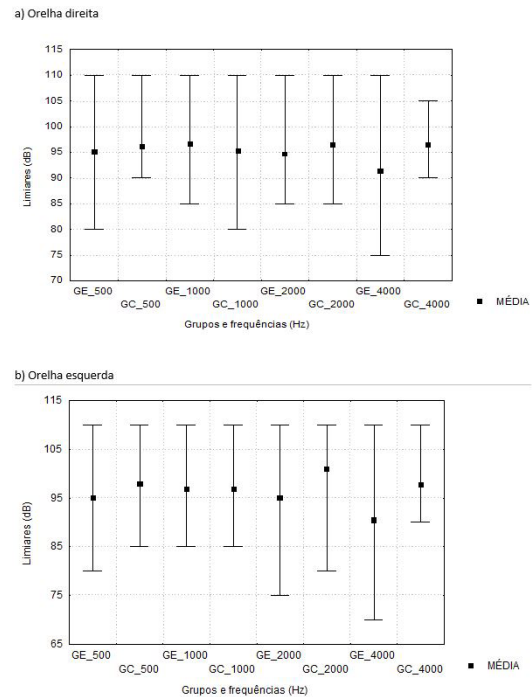 a) Orelha direita
115
110
105
100
95
90
85
80
75
70
Limiares (dB)
GE_500 GE_1000 GE_2000 GE_4000
GC_500 GC_1000 GC_2000 GC_4000
MÉDIA
Grupos e frequências (Hz)
b) Orelha esquerda
115
105
95
85
75
65
Limiares (dB)
GE_500 GE_1000 GE_2000 GE_4000
GC_500 GC_1000 GC_2000 GC_4000
MÉDIA
Grupos e frequências (Hz)